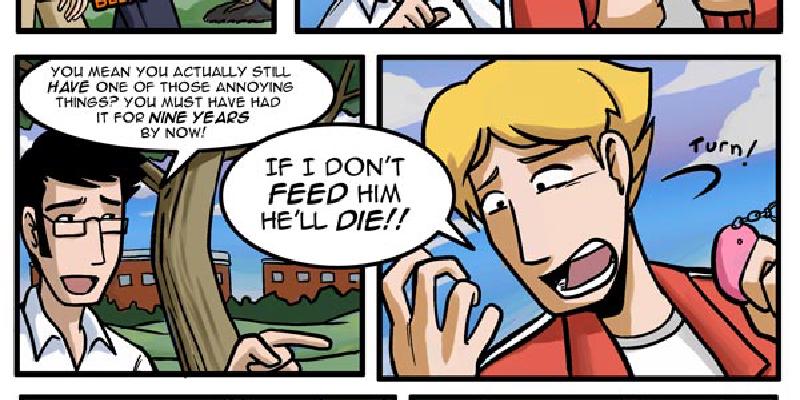 YOU MEAN YOU ACTUALLY STILL
HAVE ONE OF THOSE ANNOYING
THINGS? YOU MUST HAVE HAD
IT FOR NINE YEARS
BY NOW!
IF I DON'T
FEED HIM
HE'LL DIE!!
Turn!